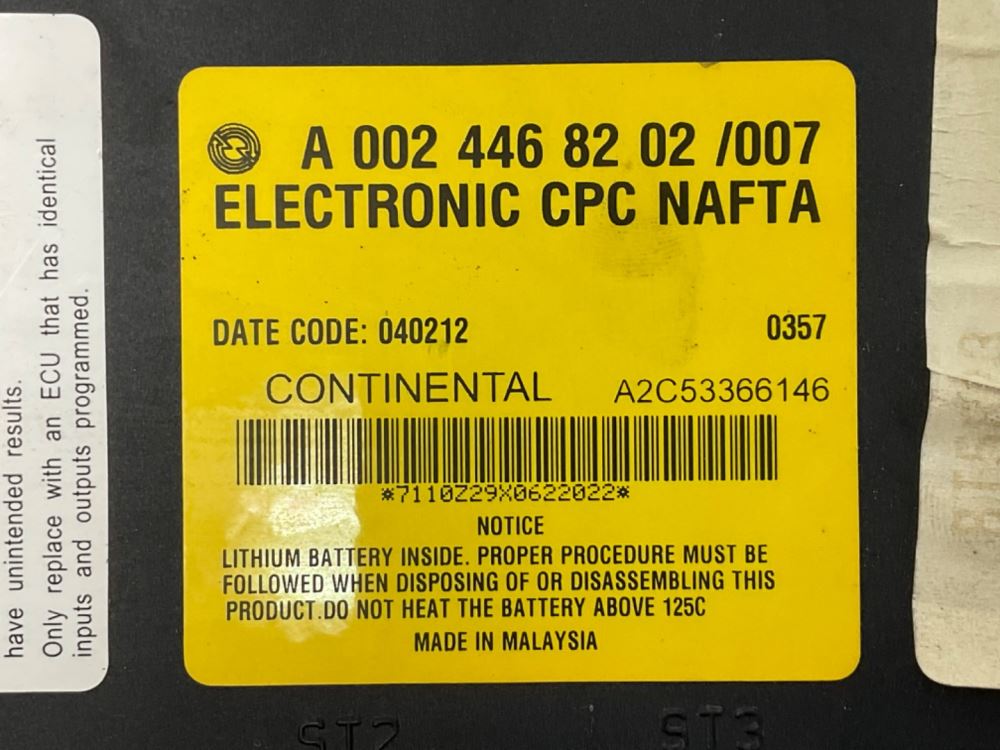 have unintended results.
Only replace with an ECU that has identical
inputs and outputs programmed.
A 002 446 82 02 /007
ELECTRONIC CPC NAFTA
DATE CODE: 040212 0357
CONTINENTAL A2C53366146
*7110Z29X0622022*
NOTICE
LITHIUM BATTERY INSIDE. PROPER PROCEDURE MUST BE
FOLLOWED WHEN DISPOSING OF OR DISASSEMBLING THIS
PRODUCT.DO NOT HEAT THE BATTERY ABOVE 125C
MADE IN MALAYSIA
ST2 ST3